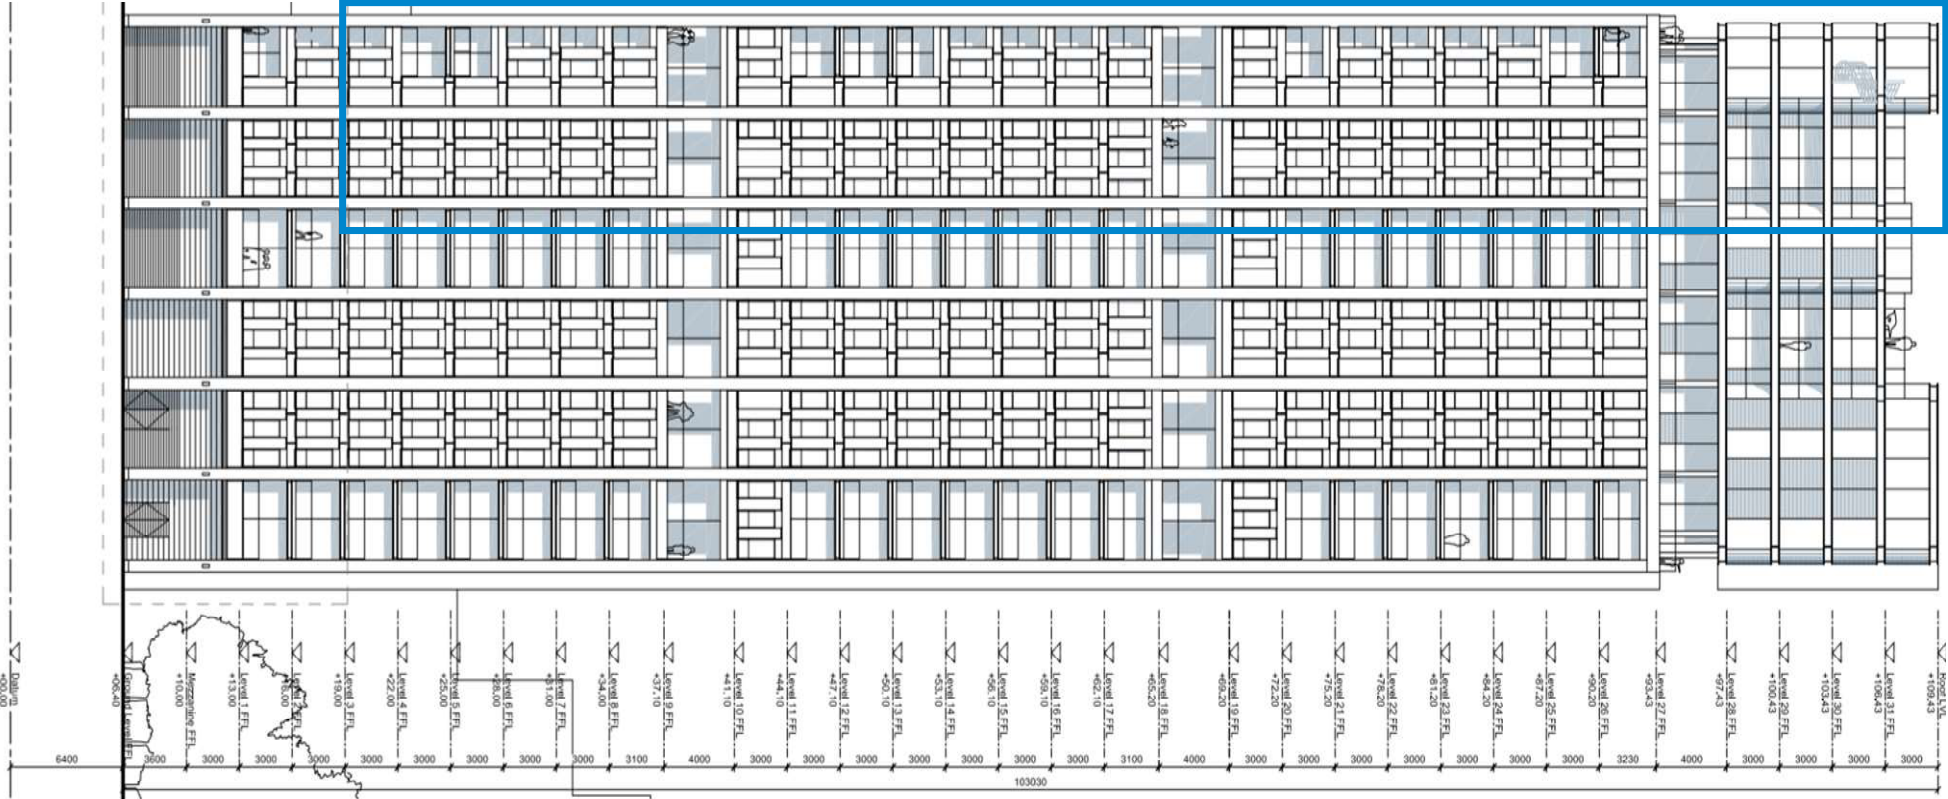 Datum
+00.00
Ground Level FFL
+06.40
Mezzanine FFL
+10.00
Level 1 FFL
+13.00
Level 2 FFL
+16.00
Level 3 FFL
+19.00
Level 4 FFL
+22.00
Level 5 FFL
+25.00
Level 6 FFL
+28.00
Level 7 FFL
+31.00
Level 8 FFL
+34.00
Level 9 FFL
+37.10
Level 10 FFL
+41.10
Level 11 FFL
+44.10
Level 12 FFL
+47.10
Level 13 FFL
+50.10
Level 14 FFL
+53.10
Level 15 FFL
+56.10
Level 16 FFL
+59.10
Level 17 FFL
+62.10
Level 18 FFL
+65.20
Level 19 FFL
+69.20
Level 20 FFL
+72.20
Level 21 FFL
+75.20
Level 22 FFL
+78.20
Level 23 FFL
+81.20
Level 24 FFL
+84.20
Level 25 FFL
+87.20
Level 26 FFL
+90.20
Level 27 FFL
+93.43
Level 28 FFL
+97.43
Level 29 FFL
+100.43
Level 30 FFL
+103.43
Level 31 FFL
+106.43
Roof LVL
+109.43
6400 3600 3000 3000 3000 3000 3000 3000 3000 3000 3100 4000 3000 3000 3000 3000 3000 3000 3000 3100 4000 3000 3000 3000 3000 3000 3000 3000 3230 4000 3000 3000 3000 3000
103030